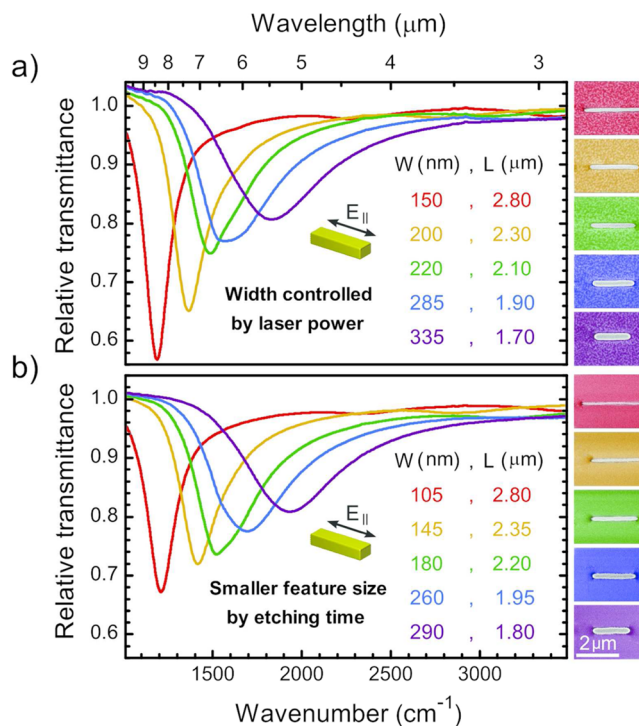 Wavelength (μm)
9 8 7 6 5 4 3
a)
Relative transmittance
1.0
0.9
0.8
0.7
0.6
W (nm) , L (μm)
150 , 2.80
200 , 2.30
220 , 2.10
285 , 1.90
335 , 1.70
E||
Width controlled
by laser power
b)
Relative transmittance
1.0
0.9
0.8
0.7
0.6
W (nm) , L (μm)
105 , 2.80
145 , 2.35
180 , 2.20
260 , 1.95
290 , 1.80
E||
Smaller feature size
by etching time
2μm
1500 2000 2500 3000
Wavenumber (cm⁻¹)